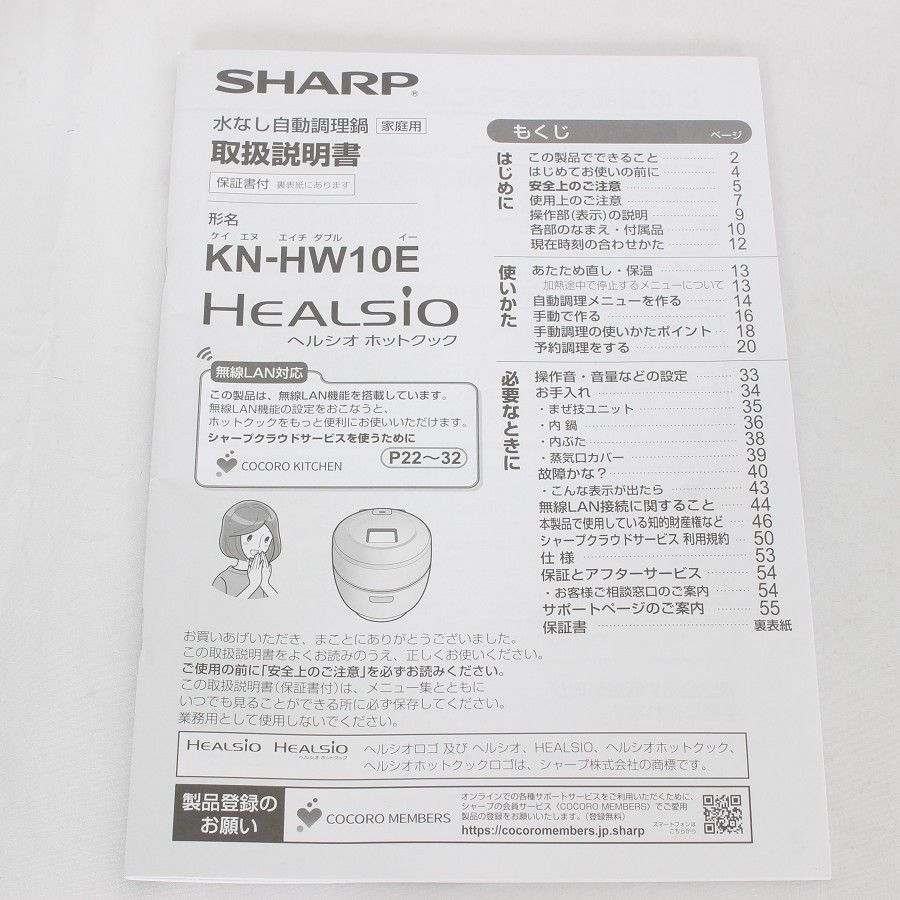 SHARP®
水なし自動調理鍋 家庭用
取扱説明書
保証書付 裏表紙にあります
形名
ケイ エヌ エイチ ダブル イー
KN-HW10E
HEALSIO
ヘルシオ ホットクック
無線LAN対応
この製品は、無線LAN機能を搭載しています。
無線LAN機能の設定をおこなうと、
ホットクックをもっと便利にお使いいただけます。
シャープクラウドサービスを使うために
COCORO KITCHEN P22〜32
もくじ ページ
はじめに
この製品でできること 2
はじめてお使いの前に 4
安全上のご注意 5
使用上のご注意 7
操作部(表示)の説明 9
各部のなまえ・付属品 10
現在時刻の合わせかた 12
使いかた
あたため直し・保温 13
加熱途中で停止するメニューについて 13
自動調理メニューを作る 14
手動で作る 16
手動調理の使いかたポイント 18
予約調理をする 20
必要なときに
操作音・音量などの設定 33
お手入れ 34
・まぜ技ユニット 35
・内鍋 36
・内ぶた 38
・蒸気口カバー 39
故障かな? 40
・こんな表示が出たら 43
無線LAN接続に関すること 44
本製品で使用している知的財産権など 46
シャープクラウドサービス 利用規約 50
仕様 53
保証とアフターサービス 54
・お客様ご相談窓口のご案内 54
サポートページのご案内 55
保証書 裏表紙
お買いあげいただき、まことにありがとうございました。
この取扱説明書をよくお読みのうえ、正しくお使いください。
ご使用の前に「安全上のご注意」を必ずお読みください。
この取扱説明書(保証書付)は、メニュー集とともに
いつでも見ることができる所に必ず保存してください。
業務用として使用しないでください。
HEALSIO HEALSIO ヘルシオロゴ 及び ヘルシオ、HEALSIO、ヘルシオホットクック、
ヘルシオ ホットクック ヘルシオホットクックロゴは、シャープ株式会社の商標です。
製品登録の
お願い
COCORO MEMBERS
オンラインでの各種サポートサービスをご利用いただくために、
シャープの会員サービス〈COCORO MEMBERS〉でご愛用
製品の登録をお願いいたします。(登録無料)
https://cocoromembers.jp.sharp
スマートフォンは
こちらから